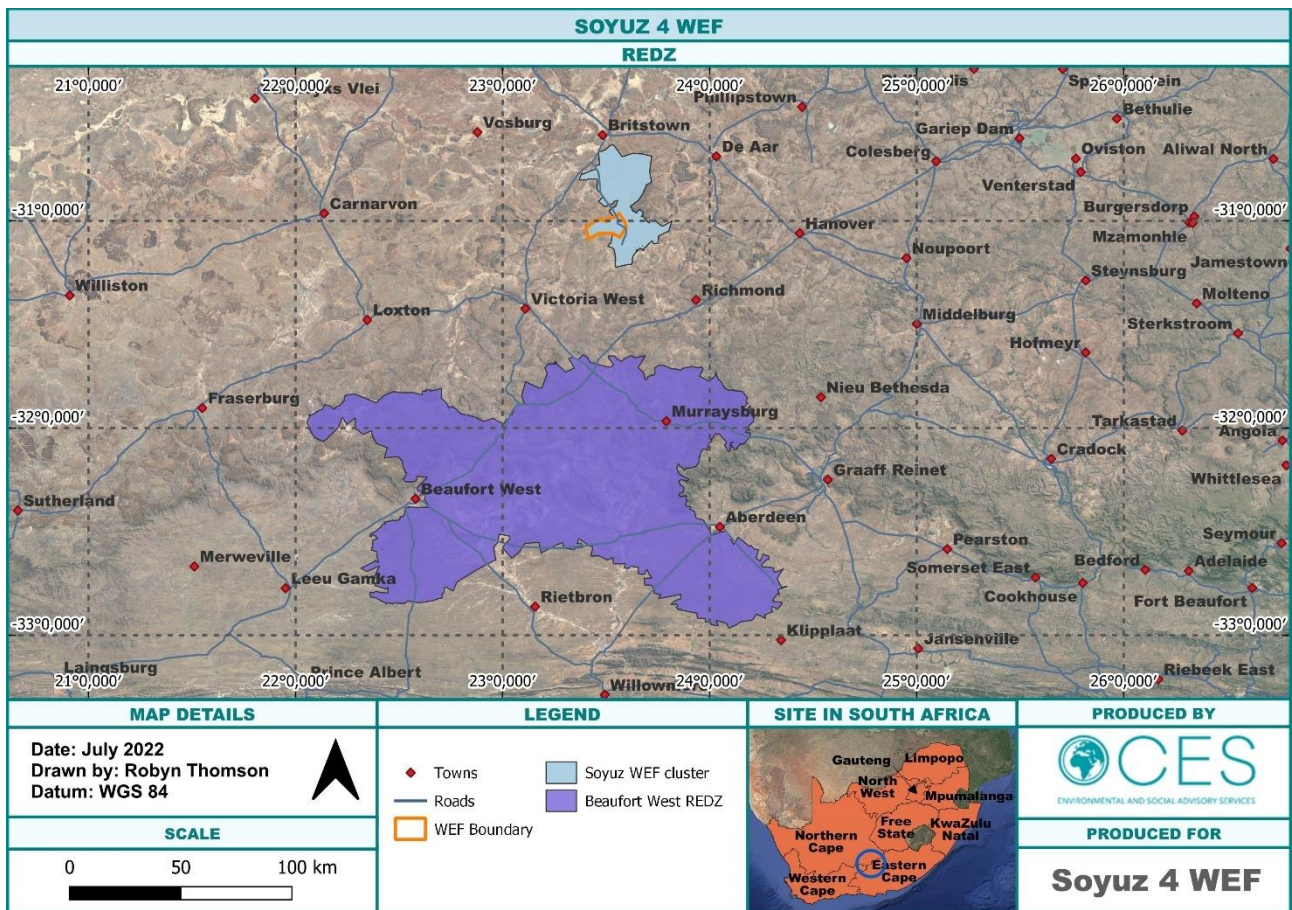 SOYUZ 4 WEF
REDZ
21°0,000′
22°0,000′
23°0,000′
24°0,000′
25°0,000′
26°0,000′
yks Vlei
Vosburg
Britstown
Phillipstown
De Aar
Gariep Dam
Colesberg
Bethulie
Oviston
Aliwal North
Venterstad
-31°0,000′
-31°0,000′
Carnarvon
Hanover
Burgersdorp
Mzamonhle
Noupoort
Jamestown
Steynsburg
Williston
Victoria West
Richmond
Molteno
Loxton
Middelburg
Sterkstroom
Hofmeyr
Nieu Bethesda
Fraserburg
Murraysburg
-32°0,000′
-32°0,000′
Tarkastad
Angola
Cradock
Graaff Reinet
Whittlesea
Beaufort West
Sutherland
Aberdeen
Seymour
Pearston
Merweville
Somerset East
Bedford
Adelaide
Leeu Gamka
Cookhouse
Fort Beaufort
Rietbron
-33°0,000′
-33°0,000′
Klipplaat
Jansenville
Laingsburg
Prince Albert
Riebeek East
21°0,000′
22°0,000′
23°0,000′
Willowm
24°0,000′
25°0,000′
26°0,000′
MAP DETAILS
Date: July 2022
Drawn by: Robyn Thomson
Datum: WGS 84
SCALE
0 50 100 km
LEGEND
Towns
Roads
WEF Boundary
Soyuz WEF cluster
Beaufort West REDZ
SITE IN SOUTH AFRICA
Limpopo
Gauteng
North West
Mpumalanga
Free State
KwaZulu Natal
Northern Cape
Eastern Cape
Western Cape
PRODUCED BY
CES
ENVIRONMENTAL AND SOCIAL ADVISORY SERVICES
PRODUCED FOR
Soyuz 4 WEF